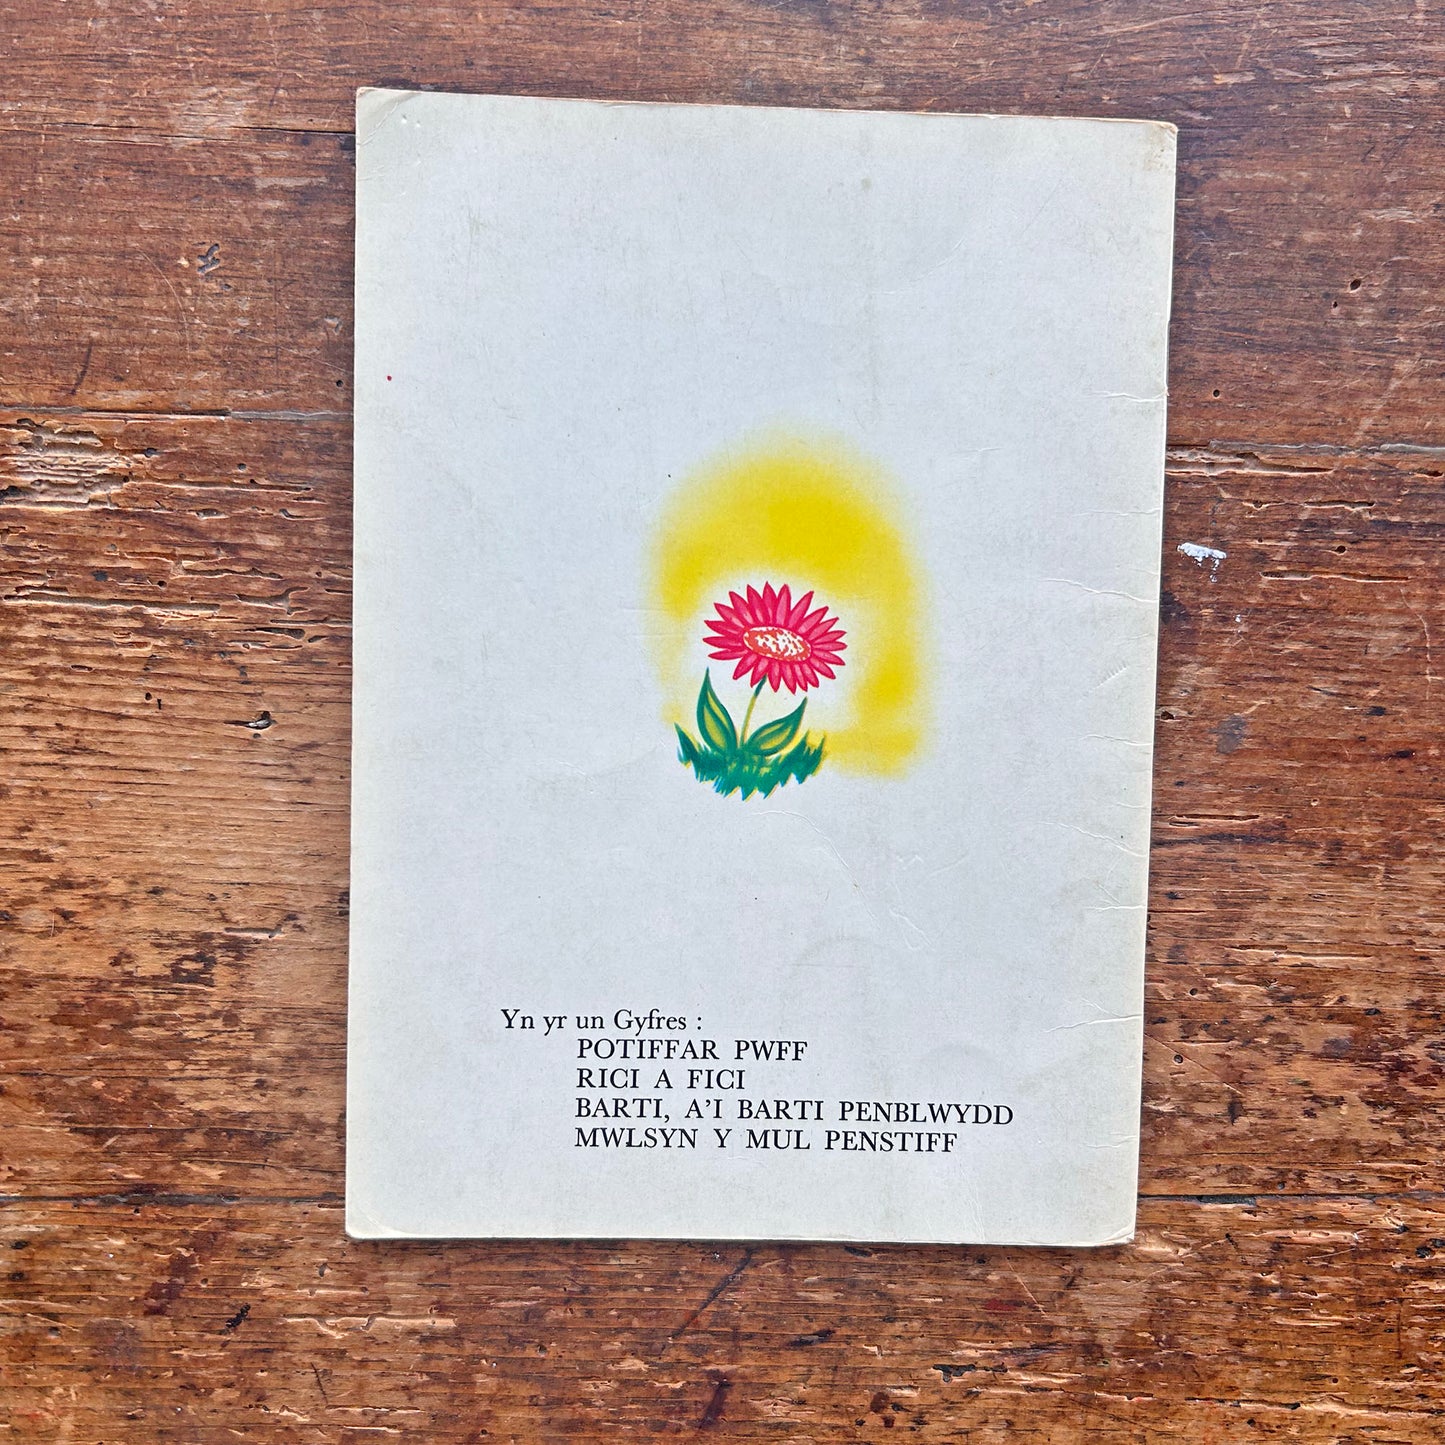 Yn yr un Gyfres :
POTIFFAR PWFF
RICI A FICI
BARTI, A'I BARTI PENBLWYDD
MWLSYN Y MUL PENSTIFF